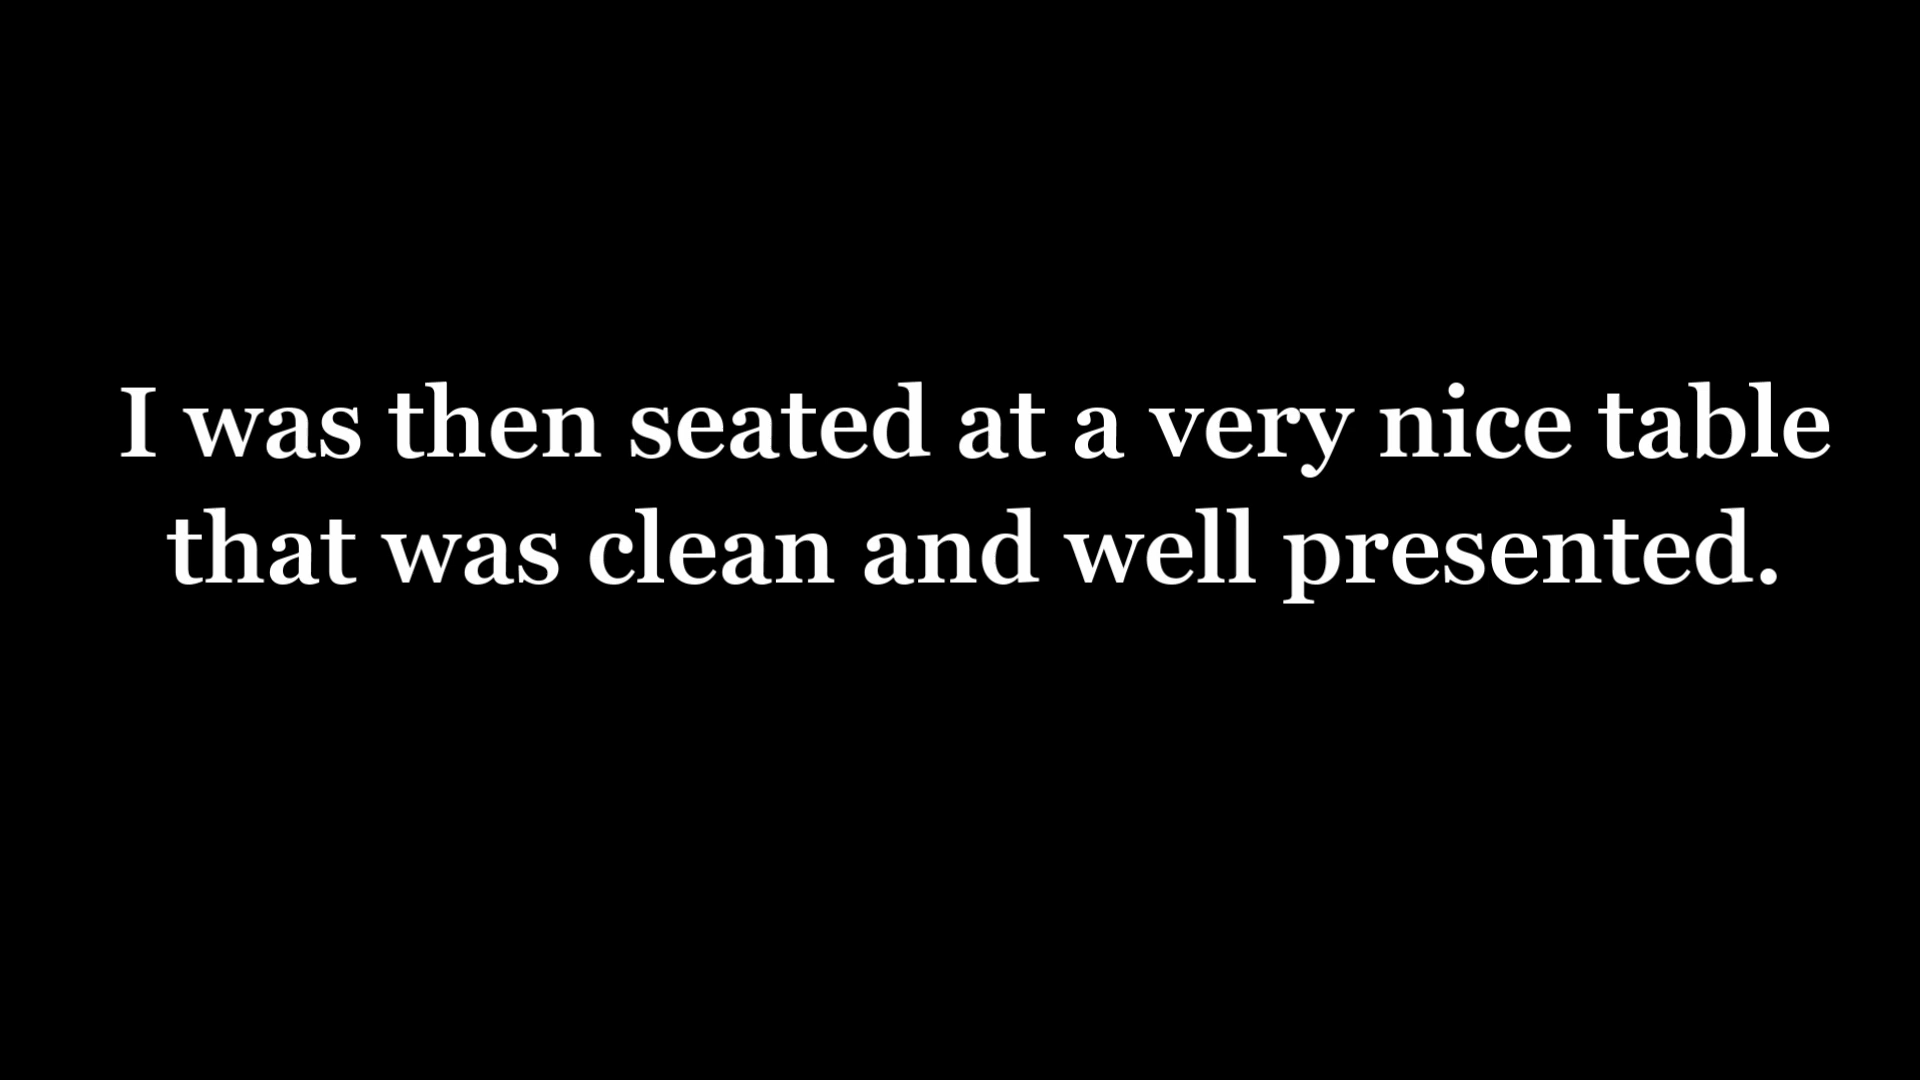 I was then seated at a very nice table
that was clean and well presented.